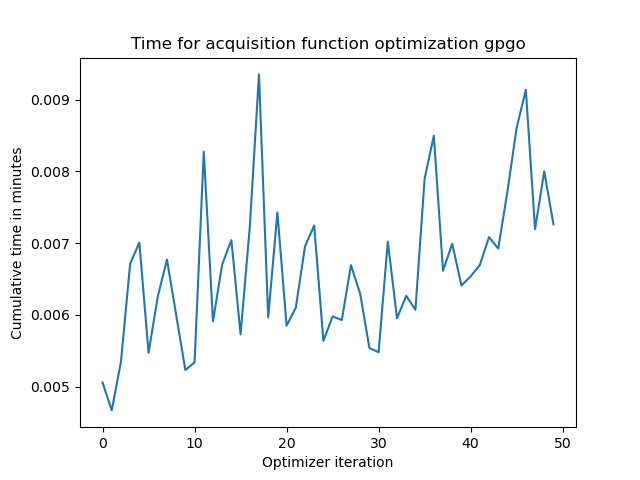 Time for acquisition function optimization gpgo
Cumulative time in minutes
0.009
0.008
0.007
0.006
0.005
0 10 20 30 40 50
Optimizer iteration